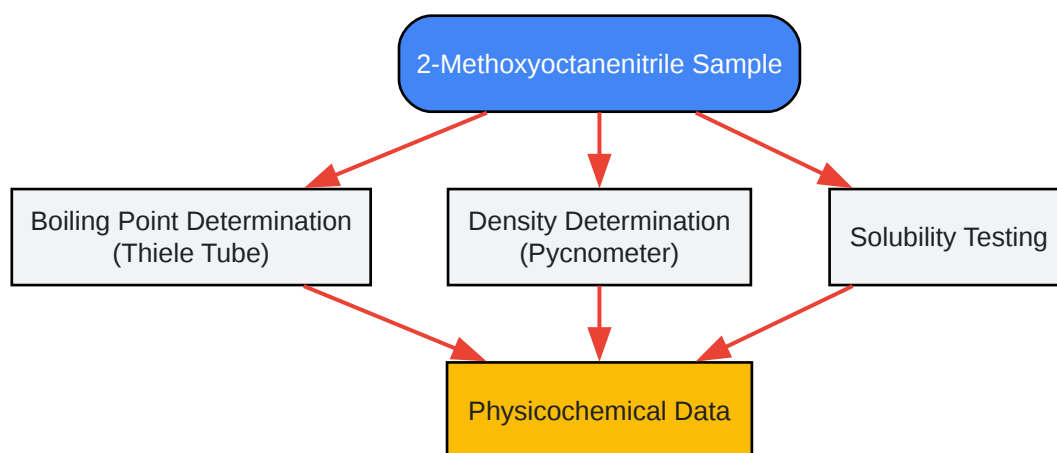 2-Methoxyoctanenitrile Sample
Boiling Point Determination
(Thiele Tube)
Density Determination
(Pycnometer)
Solubility Testing
Physicochemical Data